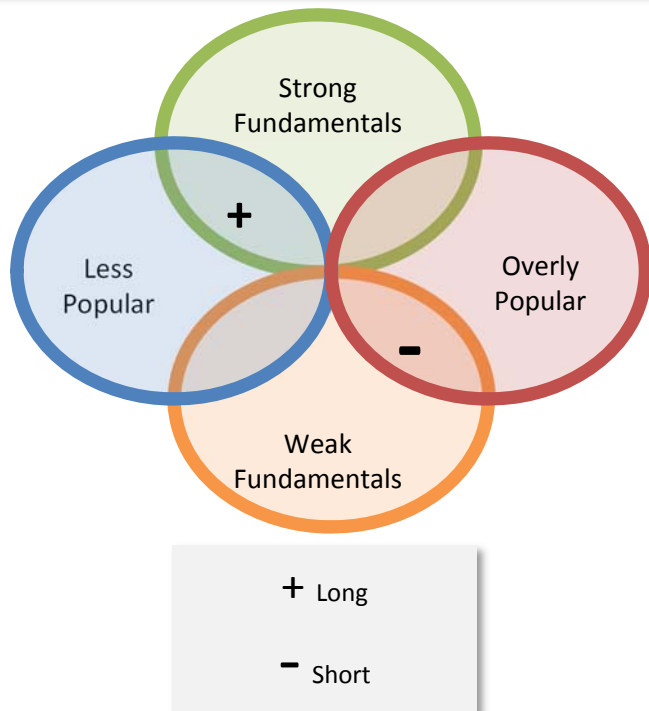 Strong
Fundamentals
+
Less
Popular
Overly
Popular
-
Weak
Fundamentals
+ Long
- Short